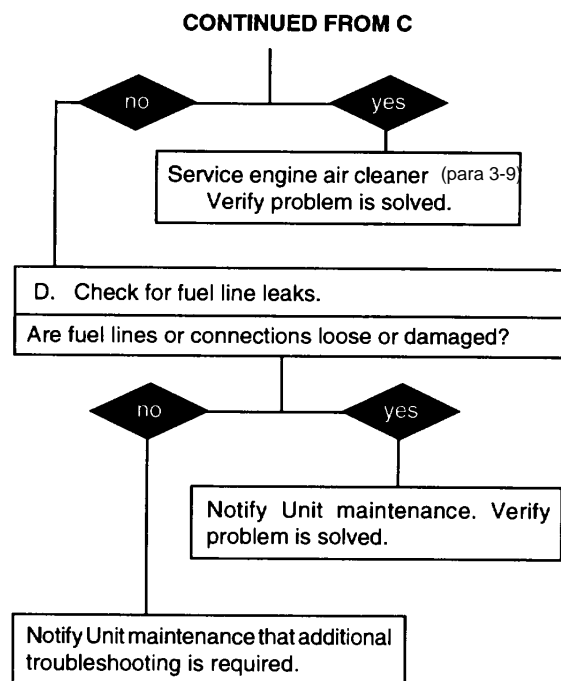 CONTINUED FROM C
no
yes
Service engine air cleaner (para 3-9)
Verify problem is solved.
D. Check for fuel line leaks.
Are fuel lines or connections loose or damaged?
no
yes
Notify Unit maintenance. Verify
problem is solved.
Notify Unit maintenance that additional
troubleshooting is required.